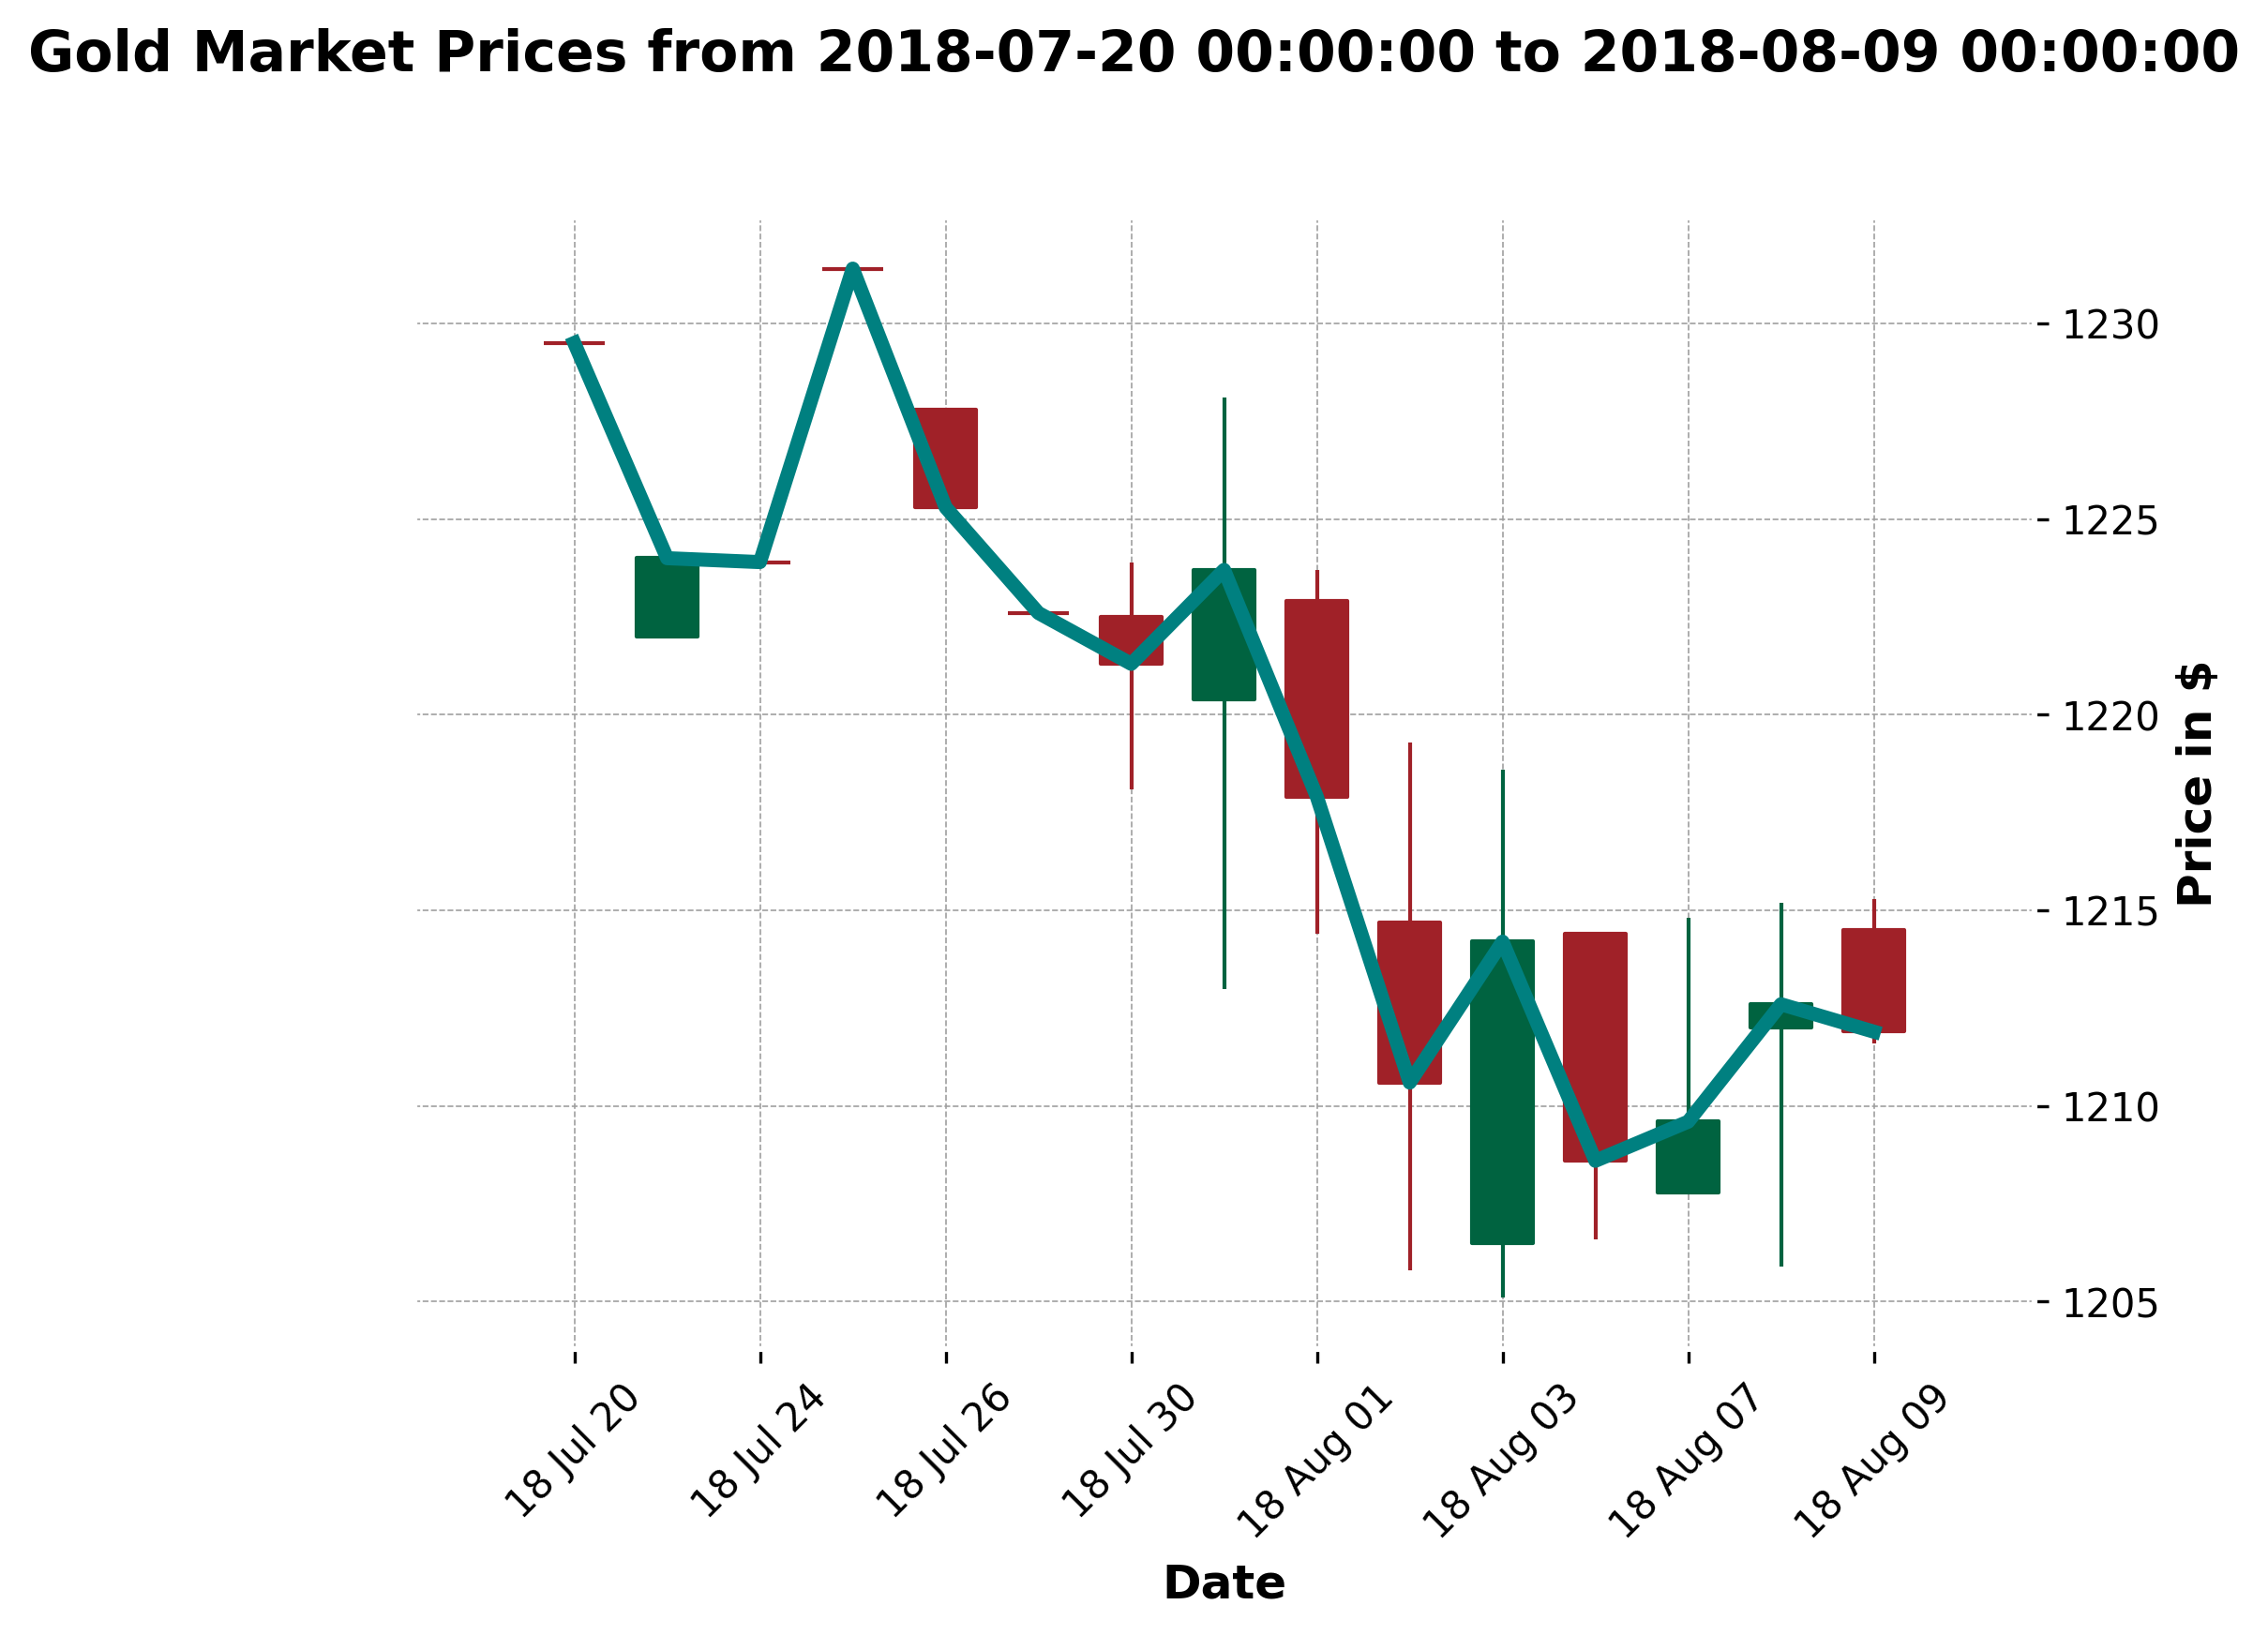 Gold Market Prices from 2018-07-20 00:00:00 to 2018-08-09 00:00:00
1230
1225
1220
1215
1210
1205
Price in $
18 Jul 20
18 Jul 24
18 Jul 26
18 Jul 30
18 Aug 01
18 Aug 03
18 Aug 07
18 Aug 09
Date